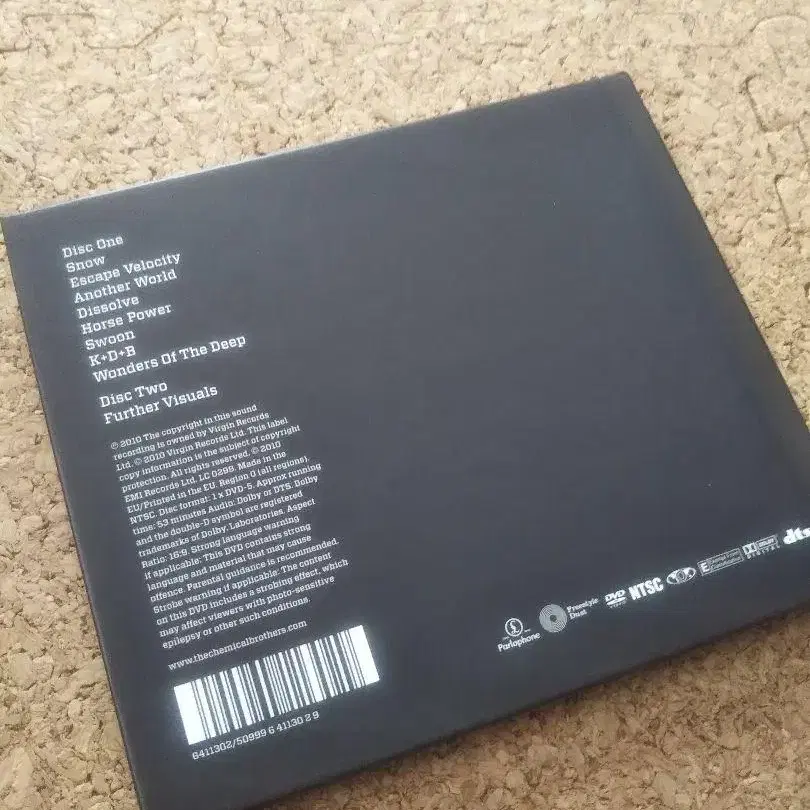 Disc One
Snow
Escape Velocity
Another World
Dissolve
Horse Power
Swoon
K+D+B
Wonders Of The Deep
Disc Two
Further Visuals
℗ 2010 The copyright in this sound
recording is owned by Virgin Records
Ltd. © 2010 Virgin Records Ltd. This label
copy information is the subject of copyright
protection. All rights reserved. © 2010
EMI Records Ltd. LC 0299. Made in the
EU/Printed in the EU. Region 0 (all regions).
NTSC. Disc format: 1 x DVD-5. Approx running
time: 53 minutes Audio: Dolby or DTS. Dolby
and the double-D symbol are registered
trademarks of Dolby. Laboratories. Aspect
Ratio: 16:9. Strong language warning
if applicable: This DVD contains strong
language and material that may cause
offence. Parental guidance is recommended.
Strobe warning if applicable: The content
on this DVD includes a strobing effect, which
may affect viewers with photo-sensitive
epilepsy or other such conditions.
www.thechemicalbrothers.com
6411302/50999 6 41130 2 9
Parlophone
Freestyle
Dust
DVD
NTSC
E
DIGITAL
dts